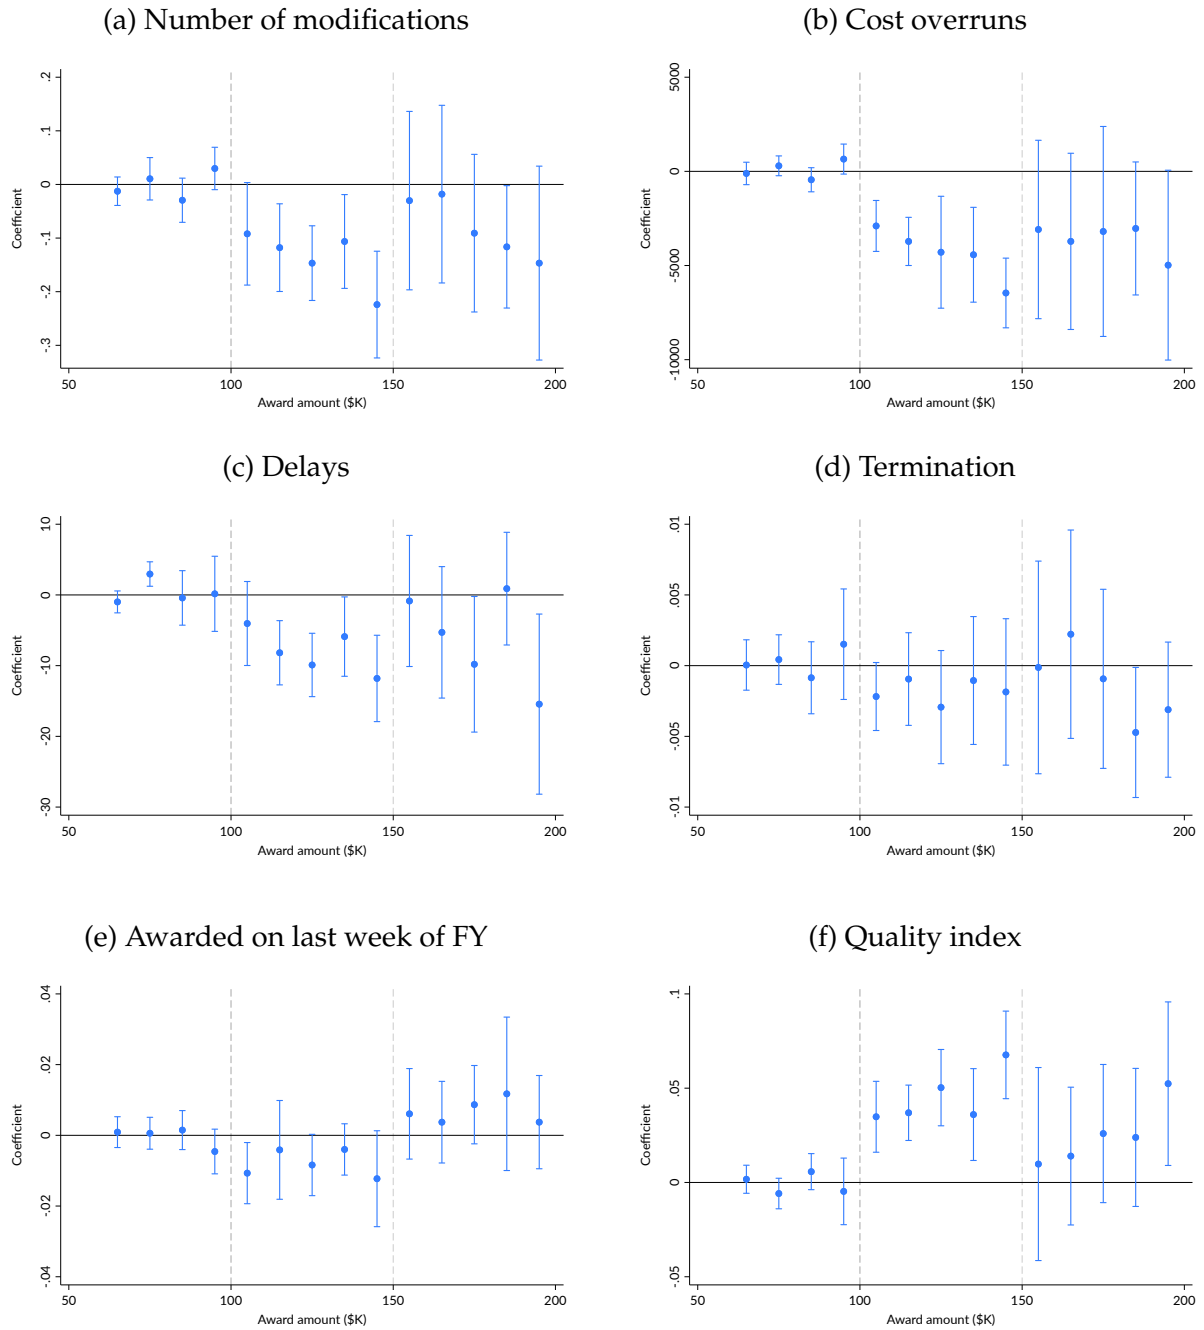 (a) Number of modifications
.2
.1
0
-.1
-.2
-.3
Coefficient
50 100 150 200
Award amount ($K)
(b) Cost overruns
5000
0
-5000
-10000
Coefficient
50 100 150 200
Award amount ($K)
(c) Delays
10
0
-10
-20
-30
Coefficient
50 100 150 200
Award amount ($K)
(d) Termination
.01
.005
0
-.005
-.01
Coefficient
50 100 150 200
Award amount ($K)
(e) Awarded on last week of FY
.04
.02
0
-.02
-.04
Coefficient
50 100 150 200
Award amount ($K)
(f) Quality index
.1
.05
0
-.05
Coefficient
50 100 150 200
Award amount ($K)